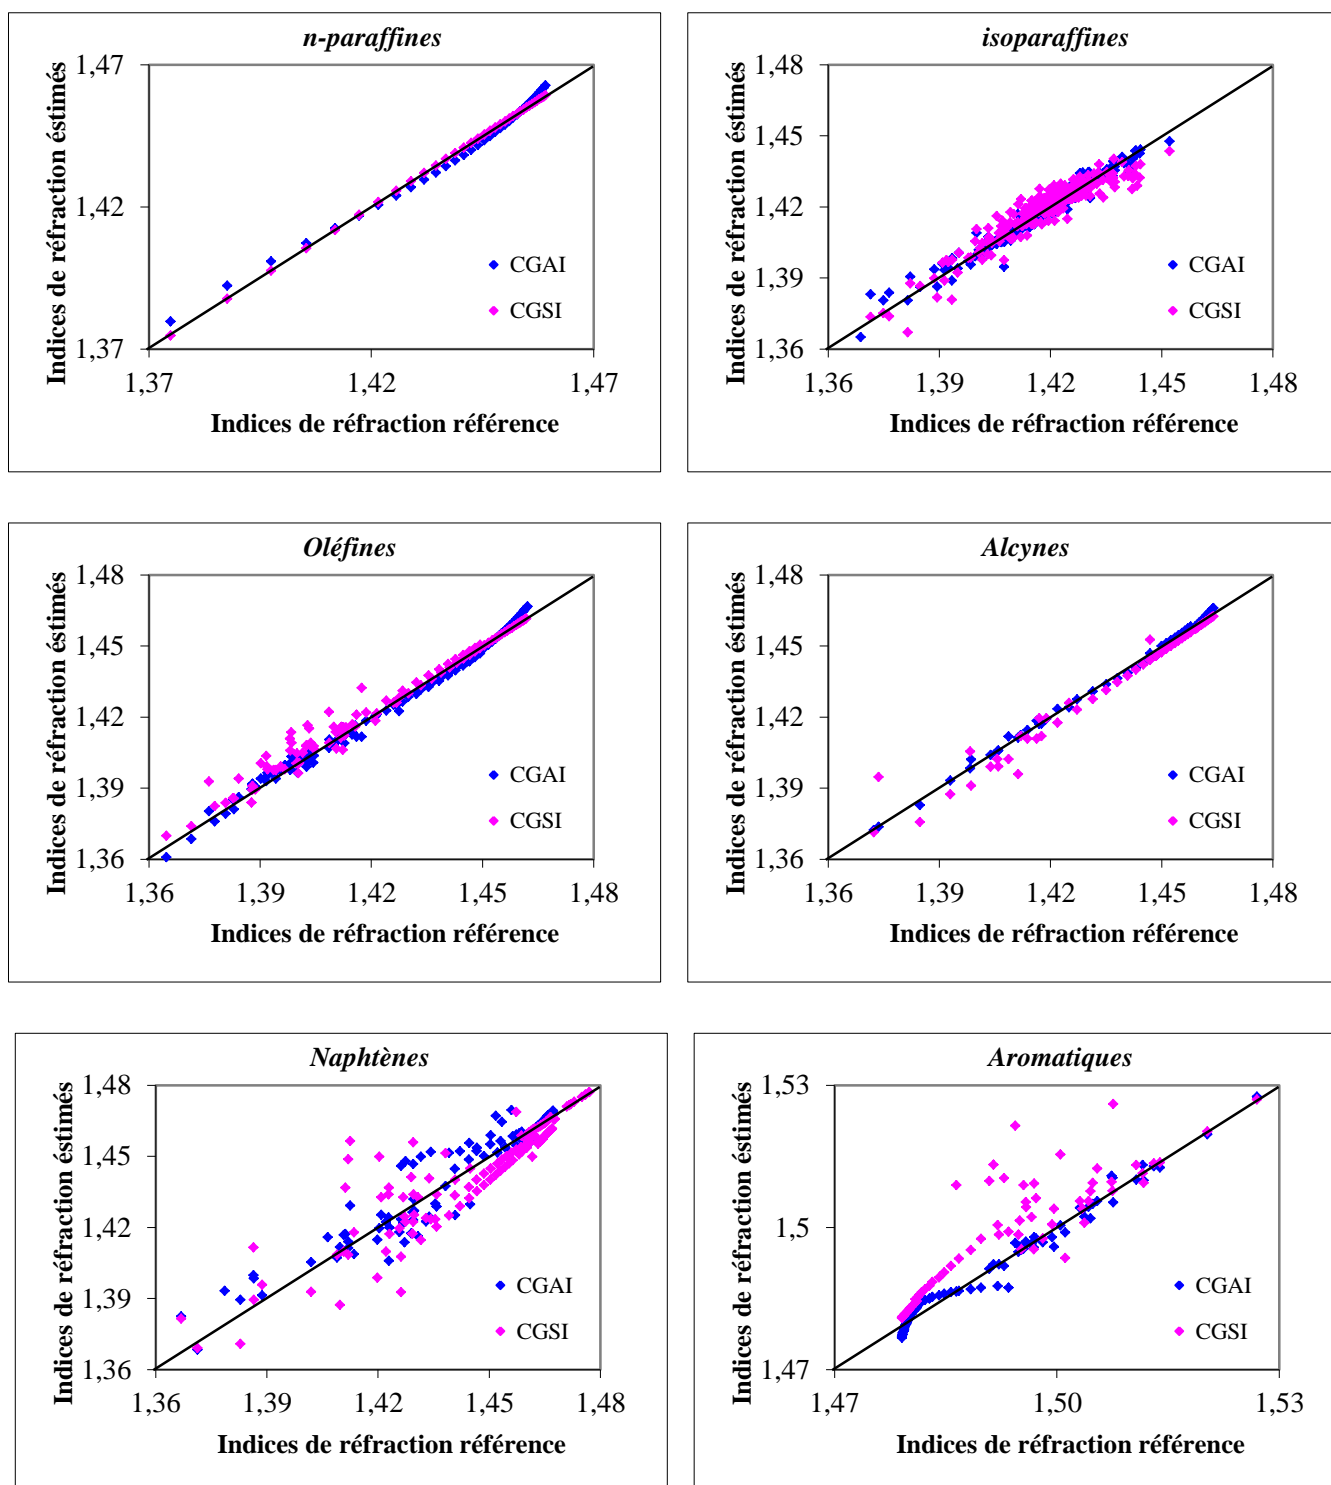 n-paraffines
Indices de réfraction éstimés
1,47
1,42
1,37
CGAI
CGSI
1,37 1,42 1,47
Indices de réfraction référence
isoparaffines
Indices de réfraction éstimés
1,48
1,45
1,42
1,39
1,36
CGAI
CGSI
1,36 1,39 1,42 1,45 1,48
Indices de réfraction référence
Oléfines
Indices de réfraction éstimés
1,48
1,45
1,42
1,39
1,36
CGAI
CGSI
1,36 1,39 1,42 1,45 1,48
Indices de réfraction référence
Alcynes
Indices de réfraction éstimés
1,48
1,45
1,42
1,39
1,36
CGAI
CGSI
1,36 1,39 1,42 1,45 1,48
Indices de réfraction référence
Naphtènes
Indices de réfraction éstimés
1,48
1,45
1,42
1,39
1,36
CGAI
CGSI
1,36 1,39 1,42 1,45 1,48
Indices de réfraction référence
Aromatiques
Indices de réfraction éstimés
1,53
1,5
1,47
CGAI
CGSI
1,47 1,50 1,53
Indices de réfraction référence